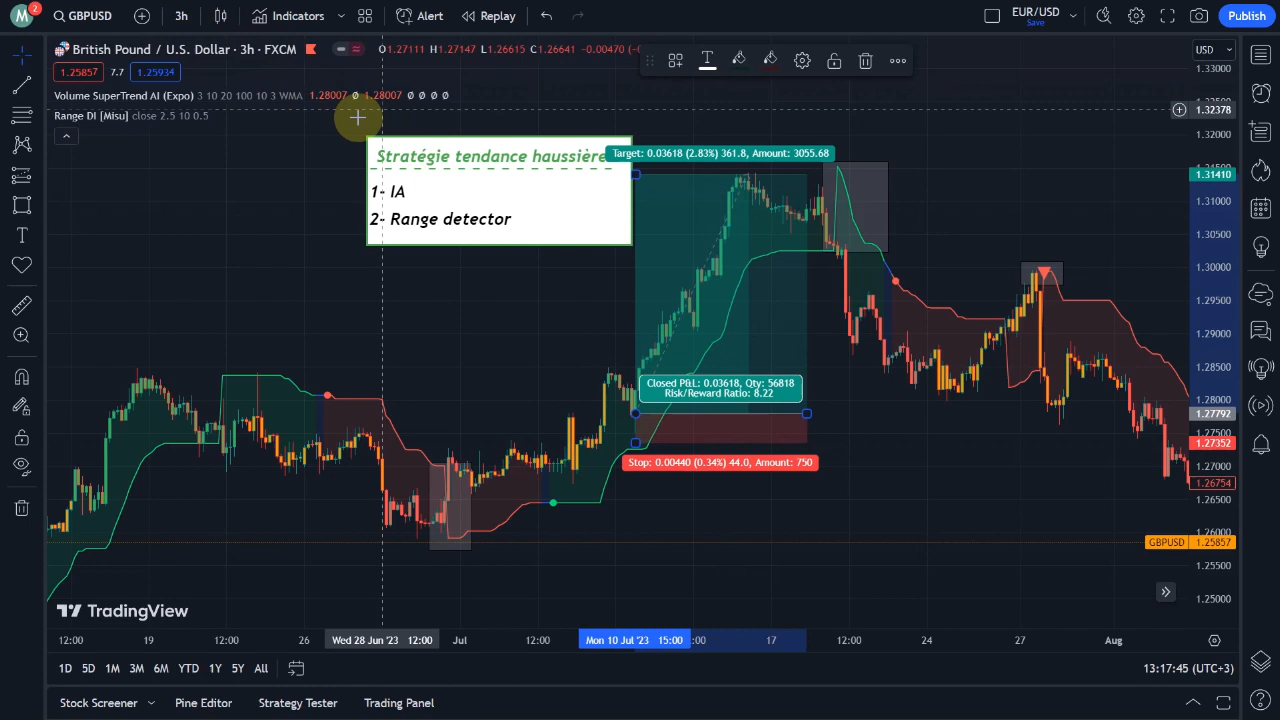 M 2 GBPUSD 3h Indicators Alert Replay EUR/USD Save Publish
British Pound / U.S. Dollar · 3h · FXCM O1.27111 H1.27147 L1.26615 C1.26641 −0.00470 USD
1.25857 7.7 1.25934
Volume SuperTrend AI (Expo) 3 10 20 100 10 3 WMA 1.28007 Ø 1.28007 Ø Ø Ø Ø
Range DI [Misu] close 2.5 10 0.5
Stratégie tendance haussière
1- IA
2- Range detector
Target: 0.03618 (2.83%) 361.8, Amount: 3055.68
Closed P&L: 0.03618, Qty: 56818
Risk/Reward Ratio: 8.22
Stop: 0.00440 (0.34%) 44.0, Amount: 750
1.33000
1.32378
1.32000
1.31410
1.31000
1.30500
1.30000
1.29500
1.29000
1.28500
1.28000
1.27792
1.27352
1.27000
1.26754
1.26500
1.26000
GBPUSD 1.25857
1.25500
1.25000
TradingView
12:00 19 12:00 26 Wed 28 Jun '23 12:00 Jul 12:00 Mon 10 Jul '23 15:00 :00 17 12:00 24 27 Aug
1D 5D 1M 3M 6M YTD 1Y 5Y All 13:17:45 (UTC+3)
Stock Screener Pine Editor Strategy Tester Trading Panel